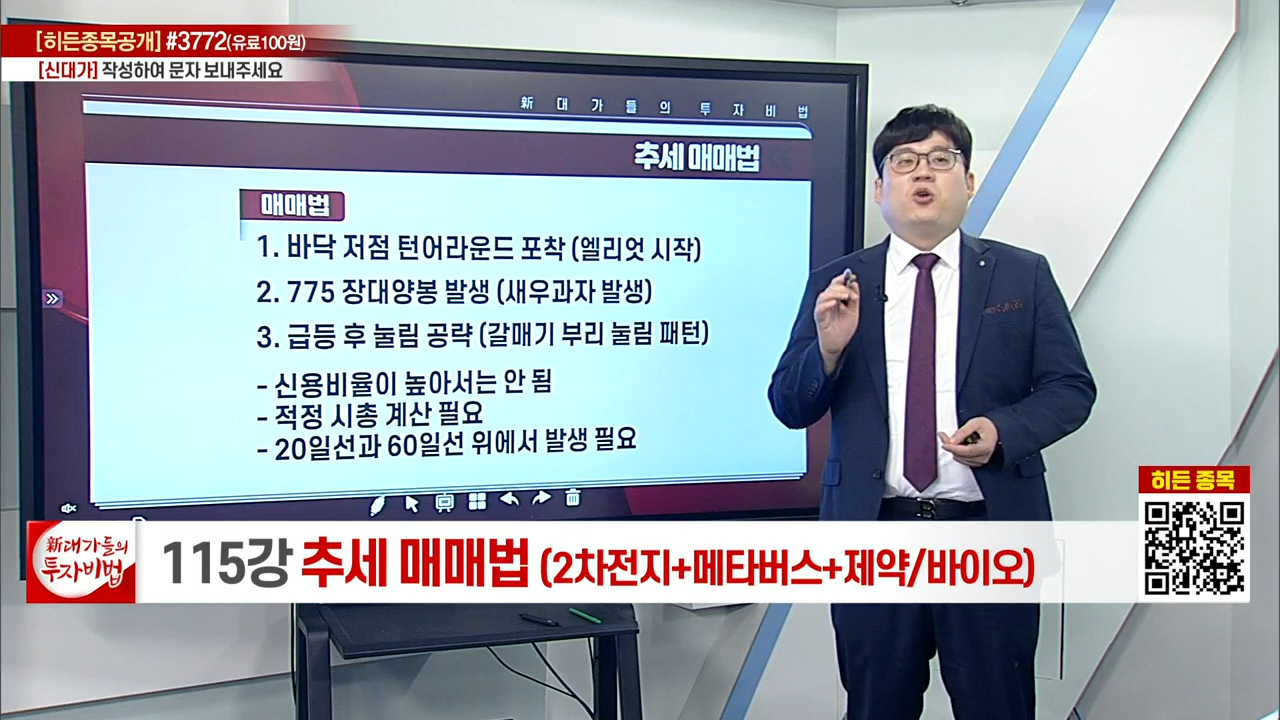 [히든종목공개] #3772(유료100원)
[신대가] 작성하여 문자 보내주세요
新 대 가 들 의 투 자 비 법
추세 매매법
매매법
1. 바닥 저점 턴어라운드 포착 (엘리엇 시작)
2. 775 장대양봉 발생 (새우과자 발생)
3. 급등 후 눌림 공략 (갈매기 부리 눌림 패턴)
- 신용비율이 높아서는 안 됨
- 적정 시총 계산 필요
- 20일선과 60일선 위에서 발생 필요
히든 종목
新대가들의
투자비법
115강 추세 매매법 (2차전지+메타버스+제약/바이오)